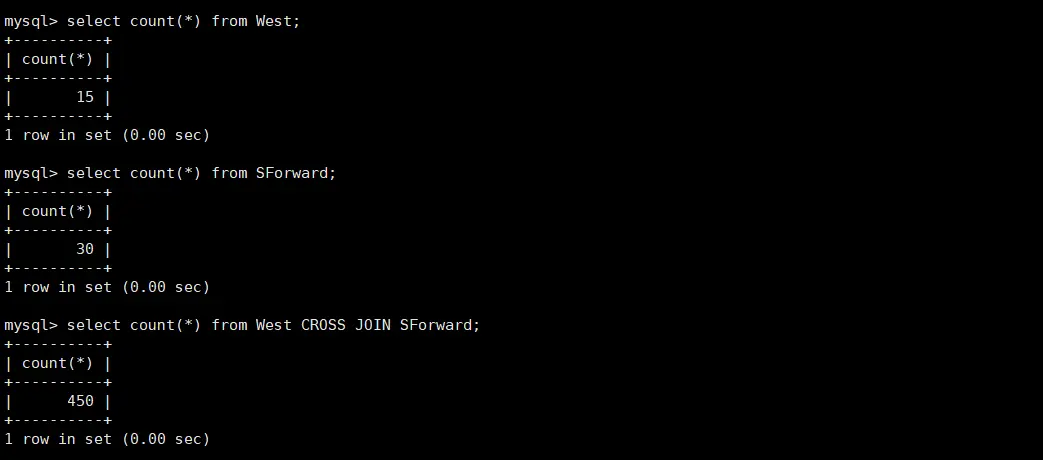 mysql> select count(*) from West;
+----------+
| count(*) |
+----------+
|       15 |
+----------+
1 row in set (0.00 sec)

mysql> select count(*) from SForward;
+----------+
| count(*) |
+----------+
|       30 |
+----------+
1 row in set (0.00 sec)

mysql> select count(*) from West CROSS JOIN SForward;
+----------+
| count(*) |
+----------+
|      450 |
+----------+
1 row in set (0.00 sec)